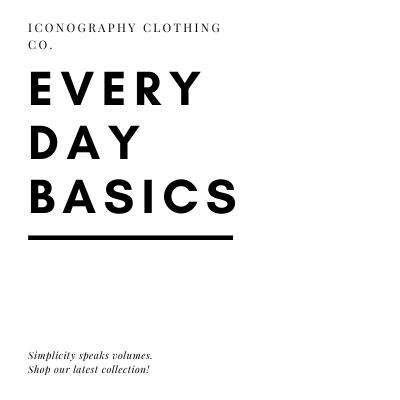 ICONOGRAPHY CLOTHING
CO.
EVERY
DAY
BASICS
Simplicity speaks volumes.
Shop our latest collection!